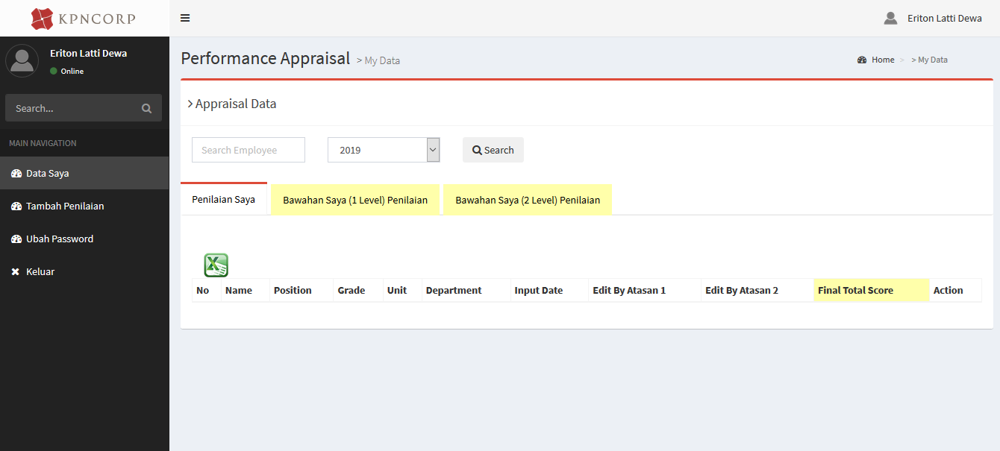 KPNCORP
Eriton Latti Dewa
Eriton Latti Dewa
Online
Search...
MAIN NAVIGATION
Data Saya
Tambah Penilaian
Ubah Password
Keluar
Performance Appraisal > My Data
Home > > My Data
> Appraisal Data
Search Employee 2019 Search
Penilaian Saya Bawahan Saya (1 Level) Penilaian Bawahan Saya (2 Level) Penilaian
No Name Position Grade Unit Department Input Date Edit By Atasan 1 Edit By Atasan 2 Final Total Score Action